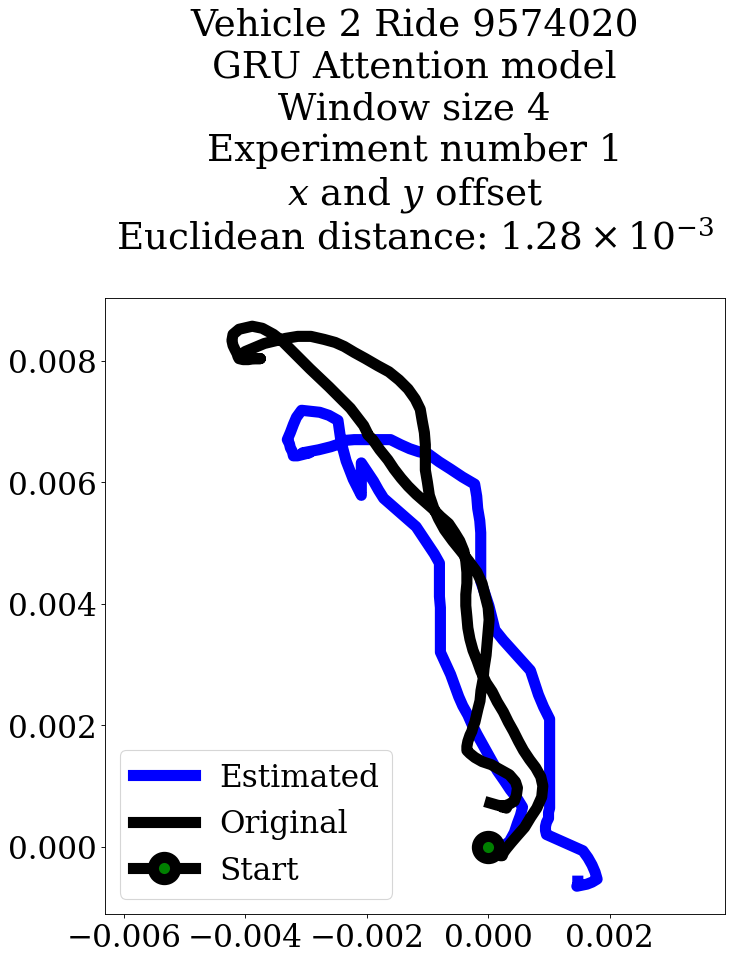 Vehicle 2 Ride 9574020
GRU Attention model
Window size 4
Experiment number 1
x and y offset
Euclidean distance: 1.28 × 10⁻³
0.008
0.006
0.004
0.002
0.000
Estimated
Original
Start
−0.006 −0.004 −0.002 0.000 0.002